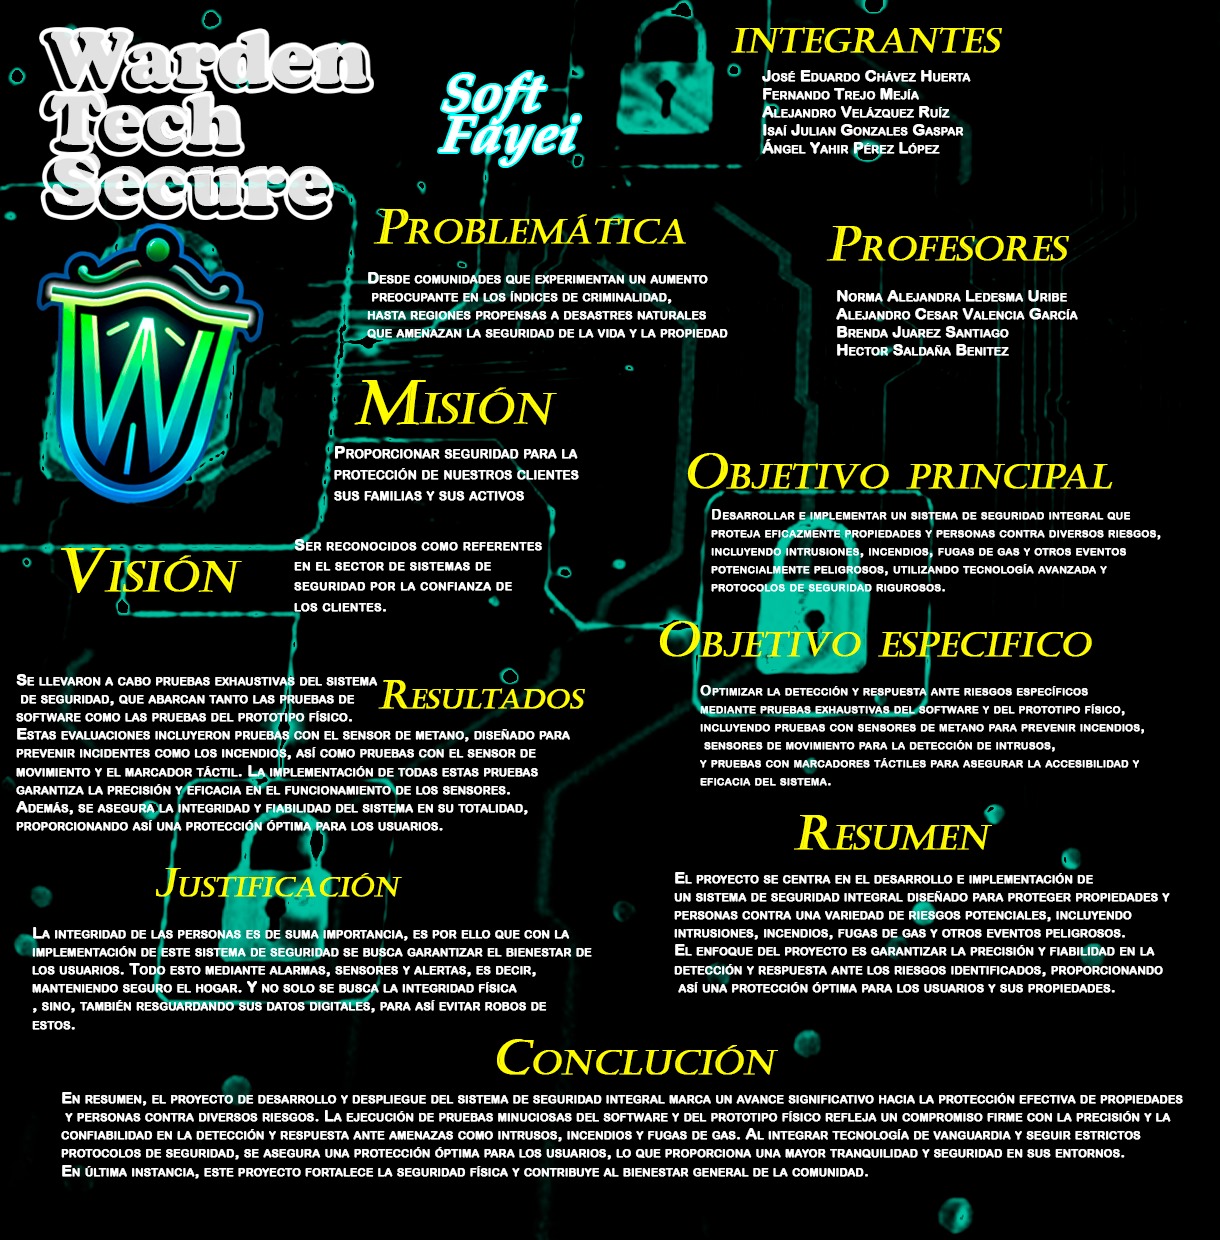 Warden
Tech
Secure
Soft
Fayei
INTEGRANTES
José Eduardo Chávez Huerta
Fernando Trejo Mejía
Alejandro Velázquez Ruíz
Isaí Julian Gonzales Gaspar
Ángel Yahir Pérez López
Problemática
Desde comunidades que experimentan un aumento
preocupante en los índices de criminalidad,
hasta regiones propensas a desastres naturales
que amenazan la seguridad de la vida y la propiedad
Profesores
Norma Alejandra Ledesma Uribe
Alejandro Cesar Valencia García
Brenda Juarez Santiago
Hector Saldaña Benitez
W
Misión
Proporcionar seguridad para la
protección de nuestros clientes
sus familias y sus activos
Objetivo principal
Desarrollar e implementar un sistema de seguridad integral que
proteja eficazmente propiedades y personas contra diversos riesgos,
incluyendo intrusiones, incendios, fugas de gas y otros eventos
potencialmente peligrosos, utilizando tecnología avanzada y
protocolos de seguridad rigurosos.
Visión
Ser reconocidos como referentes
en el sector de sistemas de
seguridad por la confianza de
los clientes.
Objetivo especifico
Optimizar la detección y respuesta ante riesgos específicos
mediante pruebas exhaustivas del software y del prototipo físico,
incluyendo pruebas con sensores de metano para prevenir incendios,
sensores de movimiento para la detección de intrusos,
y pruebas con marcadores táctiles para asegurar la accesibilidad y
eficacia del sistema.
Resultados
Se llevaron a cabo pruebas exhaustivas del sistema
de seguridad, que abarcan tanto las pruebas de
software como las pruebas del prototipo físico.
Estas evaluaciones incluyeron pruebas con el sensor de metano, diseñado para
prevenir incidentes como los incendios, así como pruebas con el sensor de
movimiento y el marcador táctil. La implementación de todas estas pruebas
garantiza la precisión y eficacia en el funcionamiento de los sensores.
Además, se asegura la integridad y fiabilidad del sistema en su totalidad,
proporcionando así una protección óptima para los usuarios.
Resumen
El proyecto se centra en el desarrollo e implementación de
un sistema de seguridad integral diseñado para proteger propiedades y
personas contra una variedad de riesgos potenciales, incluyendo
intrusiones, incendios, fugas de gas y otros eventos peligrosos.
El enfoque del proyecto es garantizar la precisión y fiabilidad en la
detección y respuesta ante los riesgos identificados, proporcionando
así una protección óptima para los usuarios y sus propiedades.
Justificación
La integridad de las personas es de suma importancia, es por ello que con la
implementación de este sistema de seguridad se busca garantizar el bienestar de
los usuarios. Todo esto mediante alarmas, sensores y alertas, es decir,
manteniendo seguro el hogar. Y no solo se busca la integridad física
, sino, también resguardando sus datos digitales, para así evitar robos de
estos.
Conclución
En resumen, el proyecto de desarrollo y despliegue del sistema de seguridad integral marca un avance significativo hacia la protección efectiva de propiedades
y personas contra diversos riesgos. La ejecución de pruebas minuciosas del software y del prototipo físico refleja un compromiso firme con la precisión y la
confiabilidad en la detección y respuesta ante amenazas como intrusos, incendios y fugas de gas. Al integrar tecnología de vanguardia y seguir estrictos
protocolos de seguridad, se asegura una protección óptima para los usuarios, lo que proporciona una mayor tranquilidad y seguridad en sus entornos.
En última instancia, este proyecto fortalece la seguridad física y contribuye al bienestar general de la comunidad.